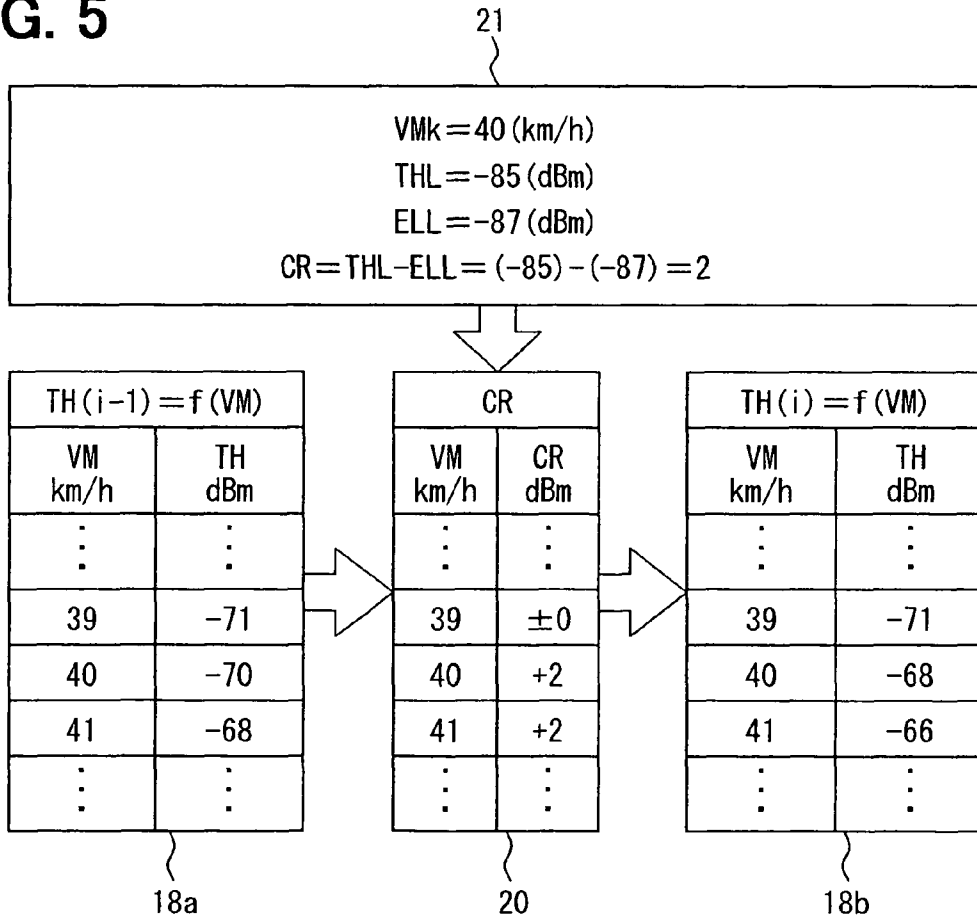 G. 5
21
VMk=40(km/h)
THL=-85(dBm)
ELL=-87(dBm)
CR=THL-ELL=(-85)-(-87)=2
TH(i-1)=f(VM)
VM km/h TH dBm
39 -71
40 -70
41 -68
18a
CR
VM km/h CR dBm
39 ±0
40 +2
41 +2
20
TH(i)=f(VM)
VM km/h TH dBm
39 -71
40 -68
41 -66
18b